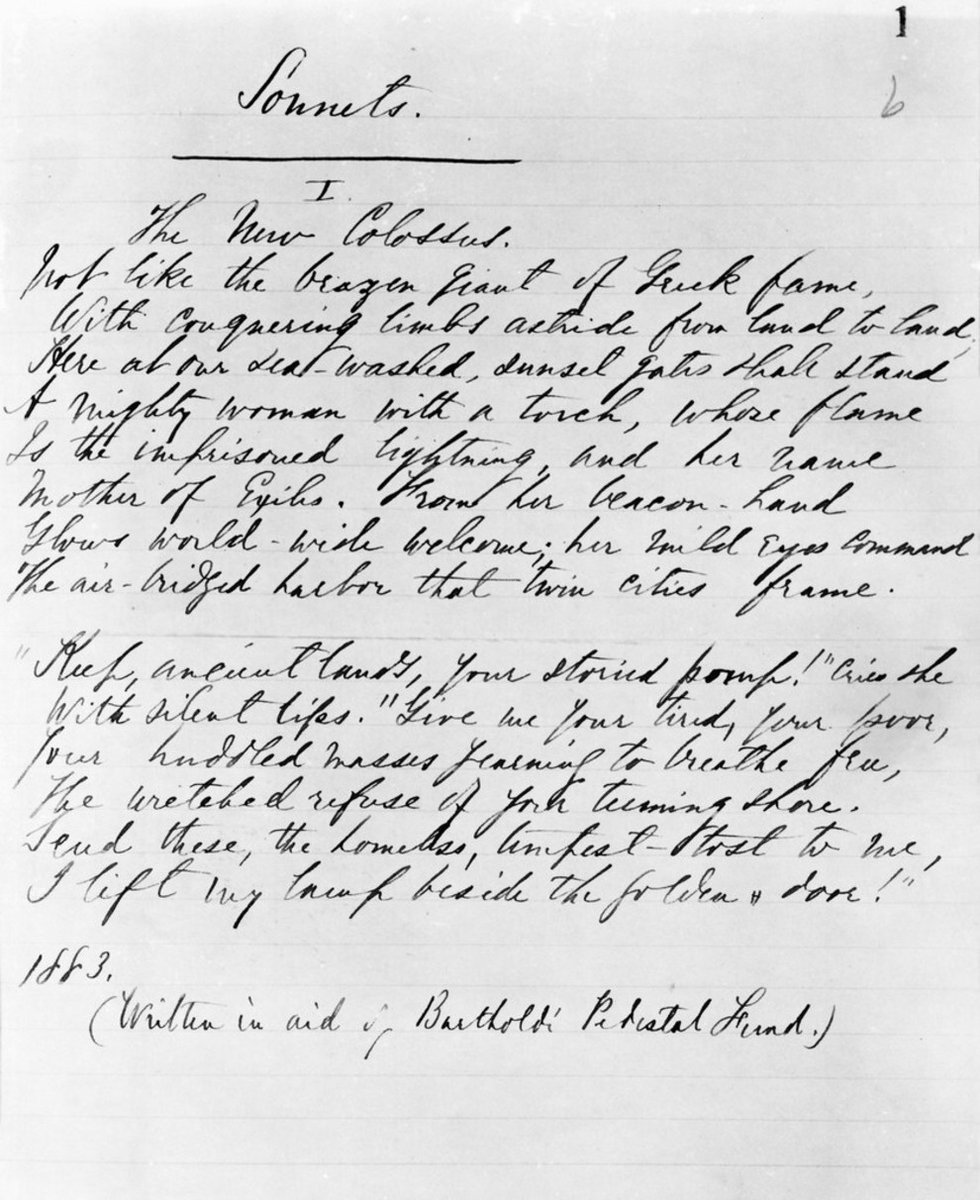 1
6
Sonnets.
I.
The New Colossus.
Not like the brazen giant of Greek fame,
With conquering limbs astride from land to land;
Here at our sea-washed, sunset gates shall stand
A mighty woman with a torch, whose flame
Is the imprisoned lightning, and her name
Mother of Exiles. From her beacon-hand
Glows world-wide welcome; her mild eyes command
The air-bridged harbor that twin cities frame.
"Keep, ancient lands, your storied pomp!" cries she
With silent lips. "Give me your tired, your poor,
Your huddled masses yearning to breathe free,
The wretched refuse of your teeming shore.
Send these, the homeless, tempest-tost to me,
I lift my lamp beside the golden door!"
1883.
(Written in aid of Bartholdi Pedestal Fund.)